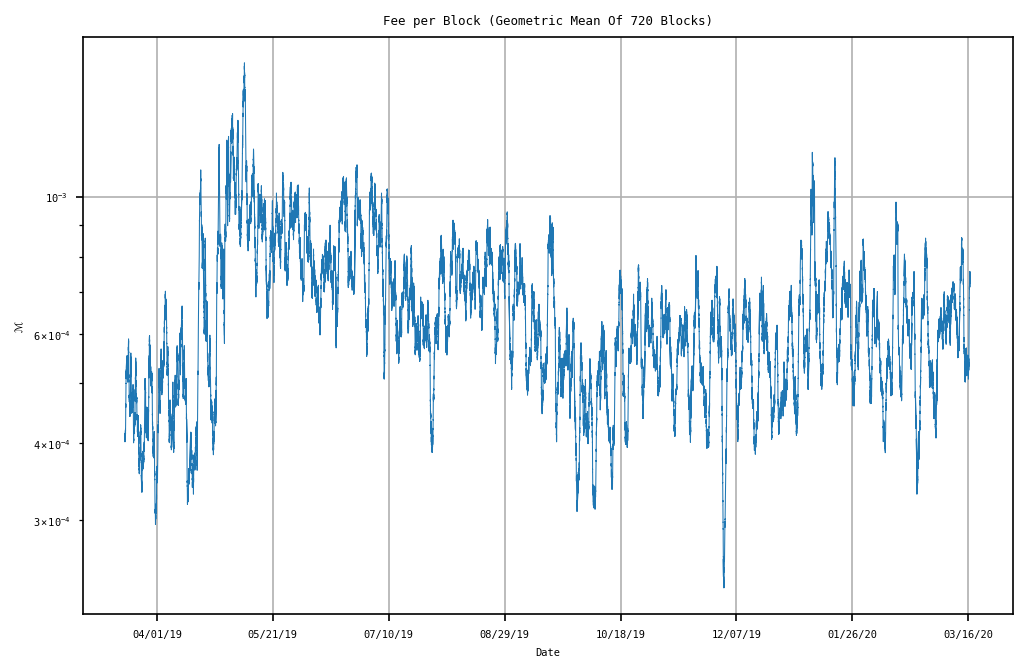 Fee per Block (Geometric Mean Of 720 Blocks)
10⁻³
6×10⁻⁴
4×10⁻⁴
3×10⁻⁴
ℳ
04/01/19 05/21/19 07/10/19 08/29/19 10/18/19 12/07/19 01/26/20 03/16/20
Date